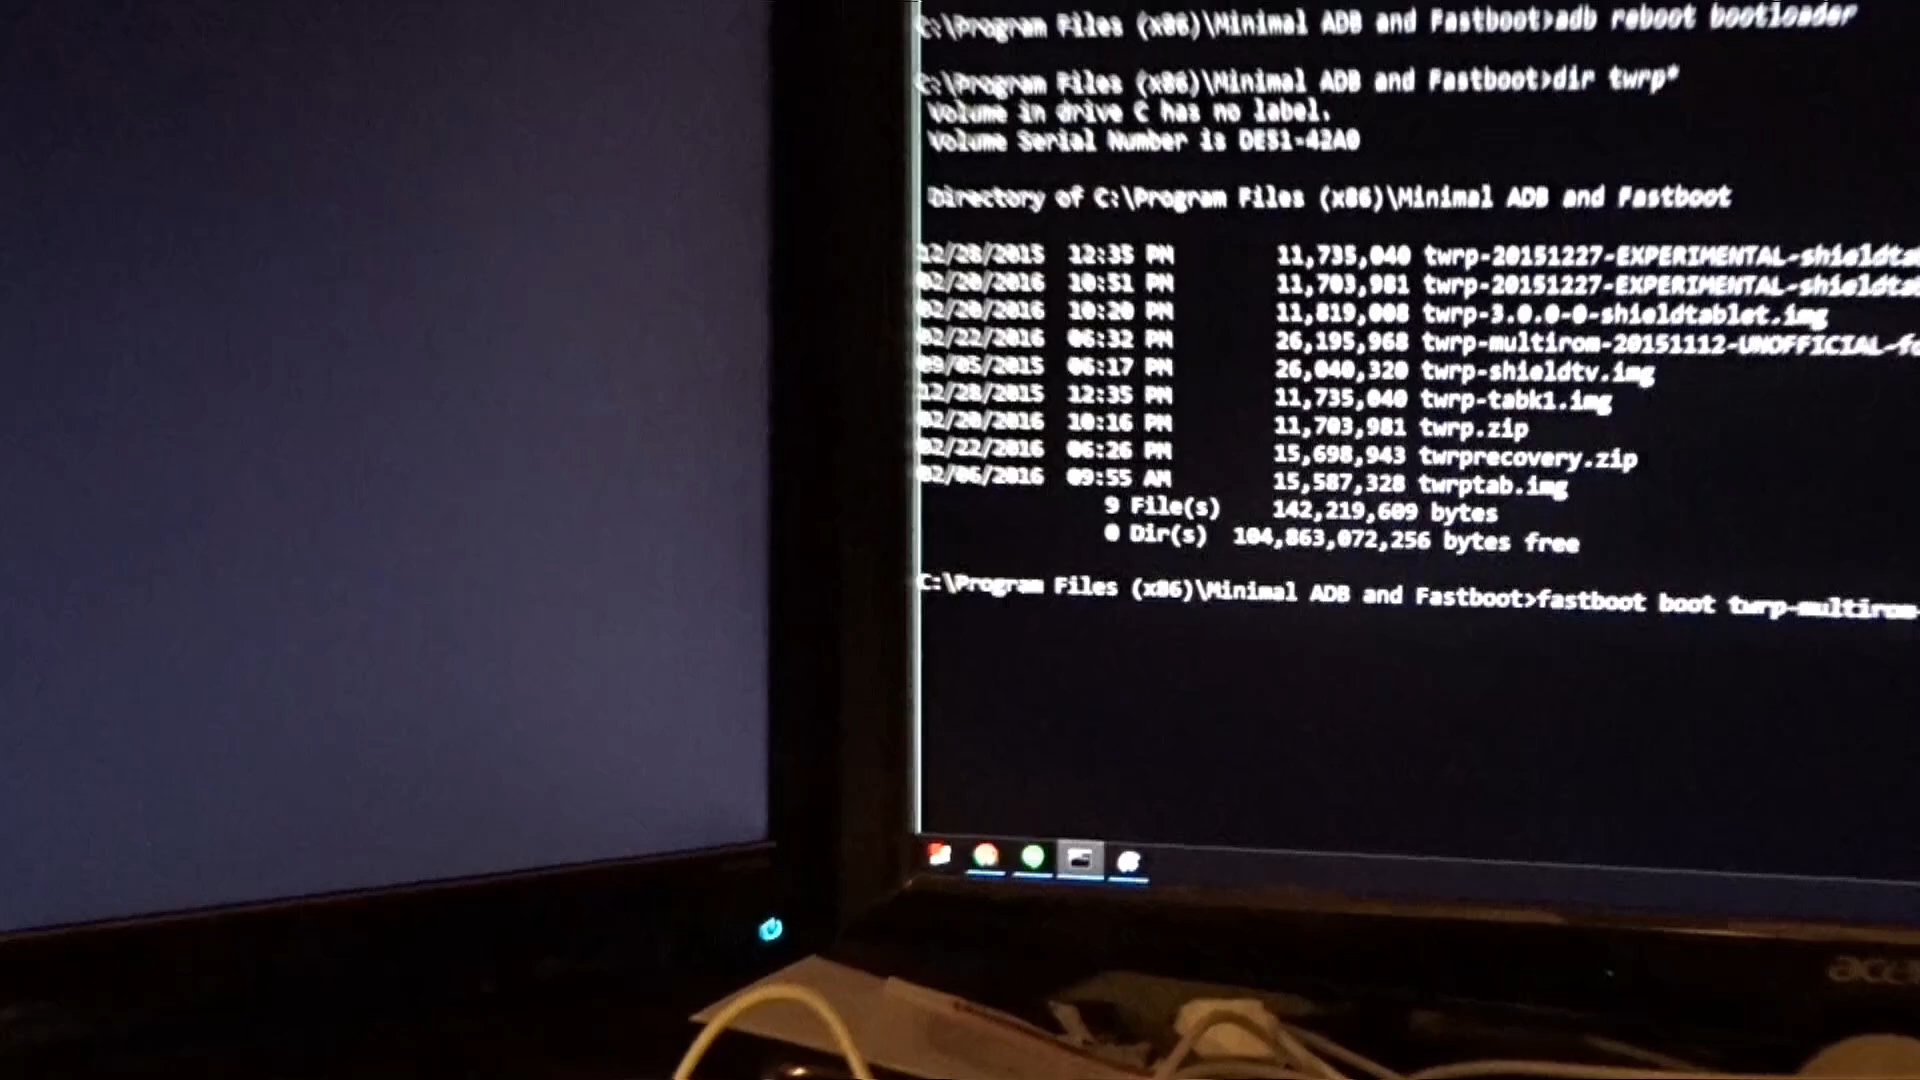 C:\Program Files (x86)\Minimal ADB and Fastboot>adb reboot bootloader
C:\Program Files (x86)\Minimal ADB and Fastboot>dir twrp*
Volume in drive C has no label.
Volume Serial Number is DE51-42A0
Directory of C:\Program Files (x86)\Minimal ADB and Fastboot
12/28/2015 12:35 PM 11,735,040 twrp-20151227-EXPERIMENTAL-shieldta
02/20/2016 10:51 PM 11,703,981 twrp-20151227-EXPERIMENTAL-shieldta
02/20/2016 10:20 PM 11,819,008 twrp-3.0.0-0-shieldtablet.img
02/22/2016 06:32 PM 26,195,968 twrp-multirom-20151112-UNOFFICIAL-fo
09/05/2015 06:17 PM 26,040,320 twrp-shieldtv.img
12/28/2015 12:35 PM 11,735,040 twrp-tabk1.img
02/20/2016 10:16 PM 11,703,981 twrp.zip
02/22/2016 06:26 PM 15,698,943 twrprecovery.zip
02/06/2016 09:55 AM 15,587,328 twrptab.img
9 File(s) 142,219,609 bytes
0 Dir(s) 104,863,072,256 bytes free
C:\Program Files (x86)\Minimal ADB and Fastboot>fastboot boot twrp-multirom-
acer